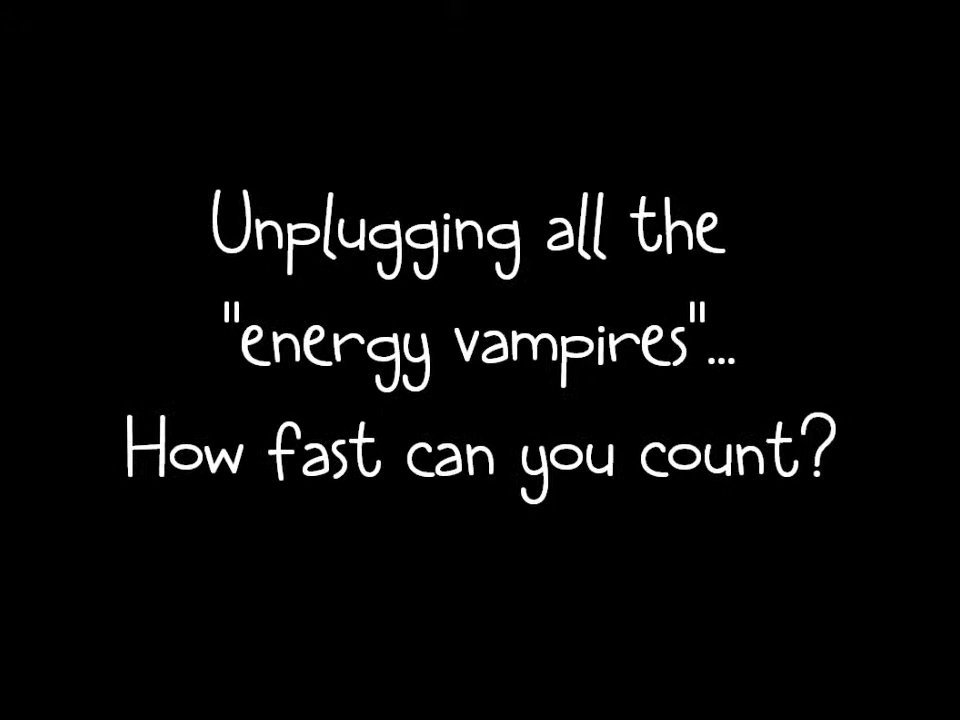 Unplugging all the
"energy vampires"...
How fast can you count?